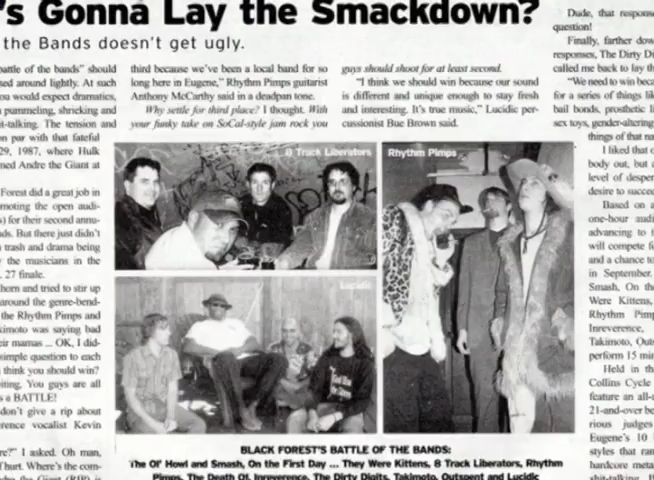 's Gonna Lay the Smackdown?
the Bands doesn't get ugly.
battle of the bands" should
sed around lightly. At such
ou would expect dramatics,
pummeling, shrieking and
-talking. The tension and
on par with that fateful
29, 1987, where Hulk
ned Andre the Giant at
Forest did a great job in
moting the open audi-
s) for their second annu-
ds. But there just didn't
trash and drama being
the musicians in the
. 27 finale.
horn and tried to stir up
around the genre-bend-
the Rhythm Pimps and
kimoto was saying bad
eir mamas ... OK, I did-
simple question to each
think you should win?
iting. You guys are all
s a BATTLE!
don't give a rip about
erence vocalist Kevin
re?" I asked. Oh man,
hurt. Where's the com-
third because we've been a local band for so
long here in Eugene," Rhythm Pimps guitarist
Anthony McCarthy said in a deadpan tone.
Why settle for third place? I thought. With
your funky take on SoCal-style jam rock you
guys should shoot for at least second.
"I think we should win because our sound
is different and unique enough to stay fresh
and interesting. It's true music," Lucidic per-
cussionist Bue Brown said.
8 Track Liberators
Rhythm Pimps
Lucidic
BLACK FOREST'S BATTLE OF THE BANDS:
The Ol' Howl and Smash, On the First Day ... They Were Kittens, 8 Track Liberators, Rhythm
Pimps, The Death Of, Inreverence, The Dirty Digits, Takimoto, Outspent and Lucidic
Dude, that respons
question!
Finally, farther dow
responses, The Dirty Di
called me back to lay th
"We need to win beca
for a series of things lik
bail bonds, prosthetic li
sex toys, gender-altering
things of that na
I liked that o
body out, but a
level of desper
desire to succee
Based on a
one-hour audi
advancing to f
will compete fo
and a chance to
in September.
Smash, On the
Were Kittens,
Rhythm Pimp
Inreverence,
Takimoto, Outs
perform 15 min
Held in th
Collins Cycle
feature an all-
21-and-over be
rious judges
Eugene's 10
styles that ran
hardcore meta